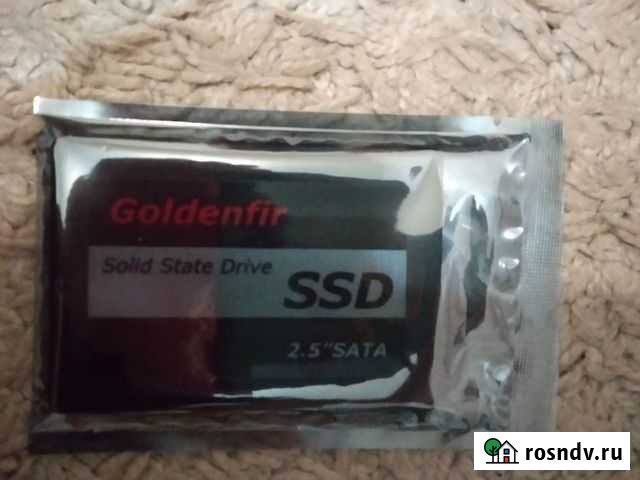 Goldenfir
Solid State Drive
SSD
2.5"SATA
rosndv.ru